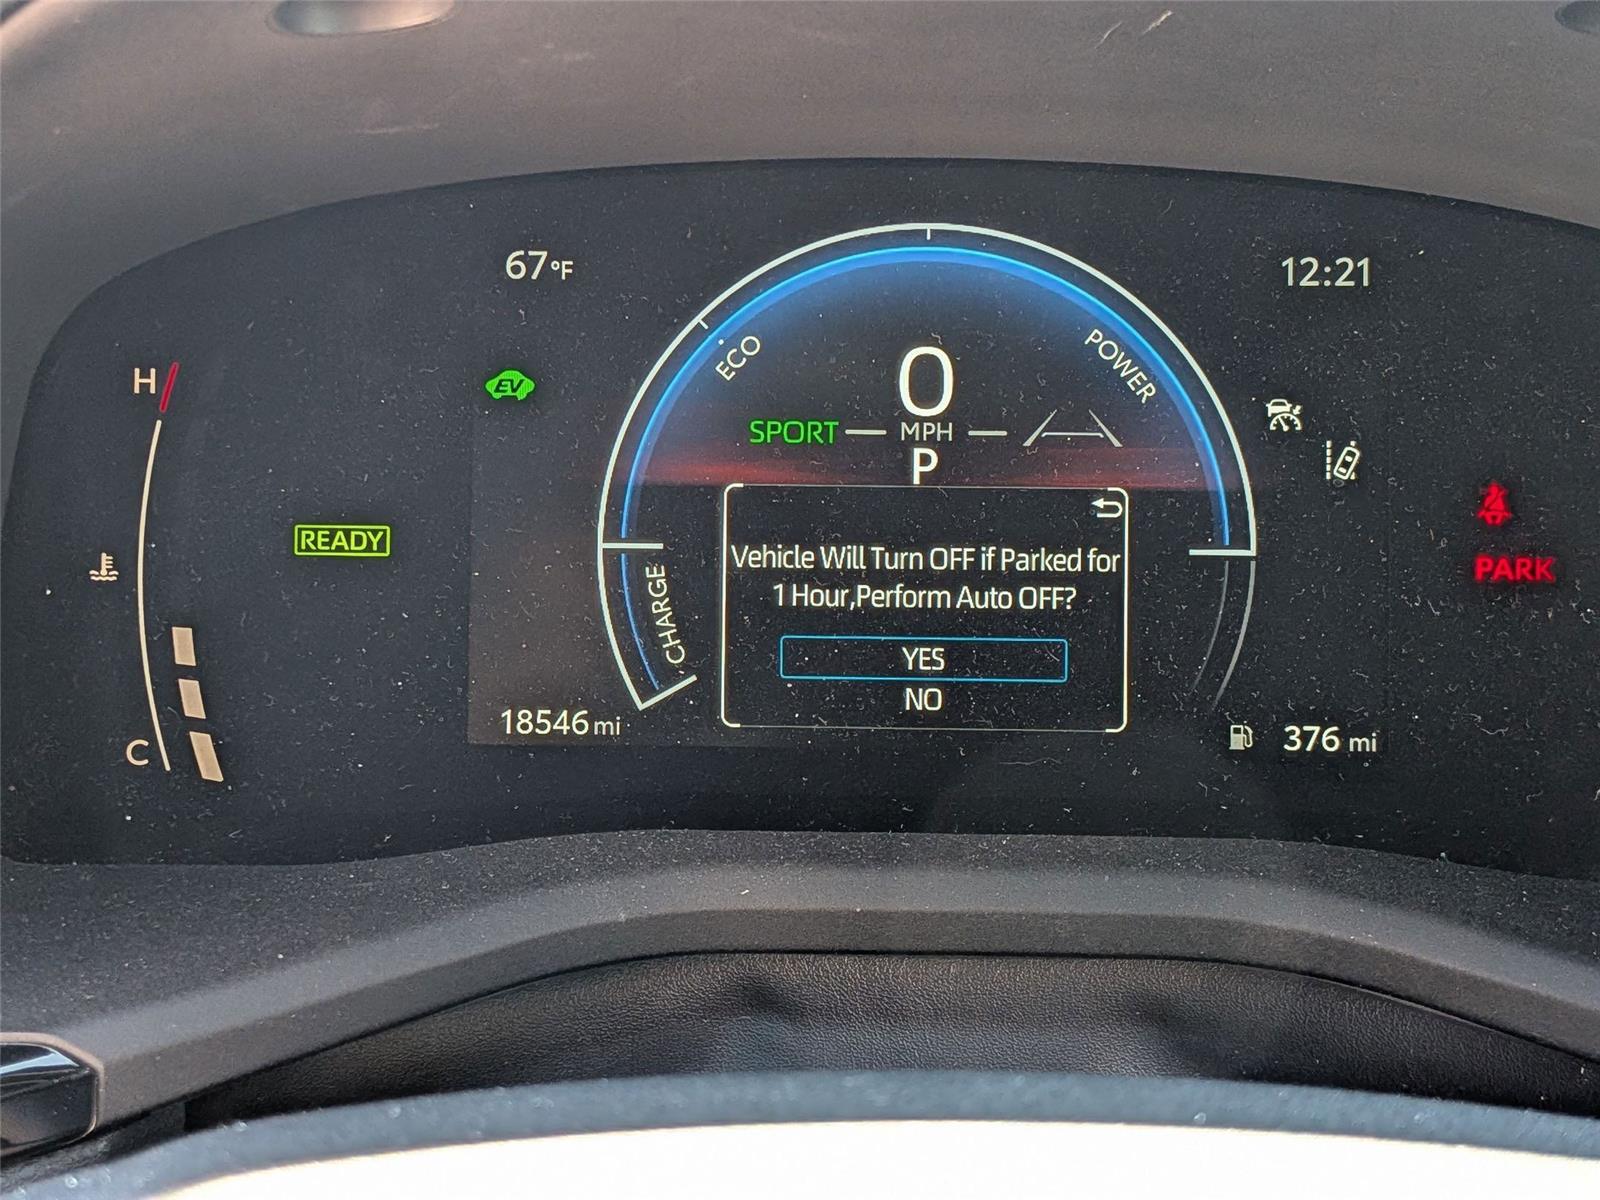 67°F
12:21
H
EV
ECO
POWER
0
SPORT
MPH
P
READY
Vehicle Will Turn OFF if Parked for
1 Hour,Perform Auto OFF?
YES
NO
CHARGE
PARK
C
18546 mi
376 mi